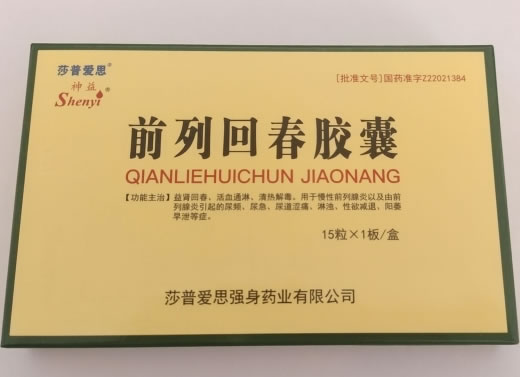 莎普爱思®
神益
Shenyi®
[批准文号]国药准字Z22021384
前列回春胶囊
QIANLIEHUICHUN JIAONANG
【功能主治】益肾回春、活血通淋、清热解毒。用于慢性前列腺炎以及由前
列腺炎引起的尿频、尿急、尿道涩痛、淋浊、性欲减退、阳萎
早泄等症。
15粒×1板/盒
莎普爱思强身药业有限公司